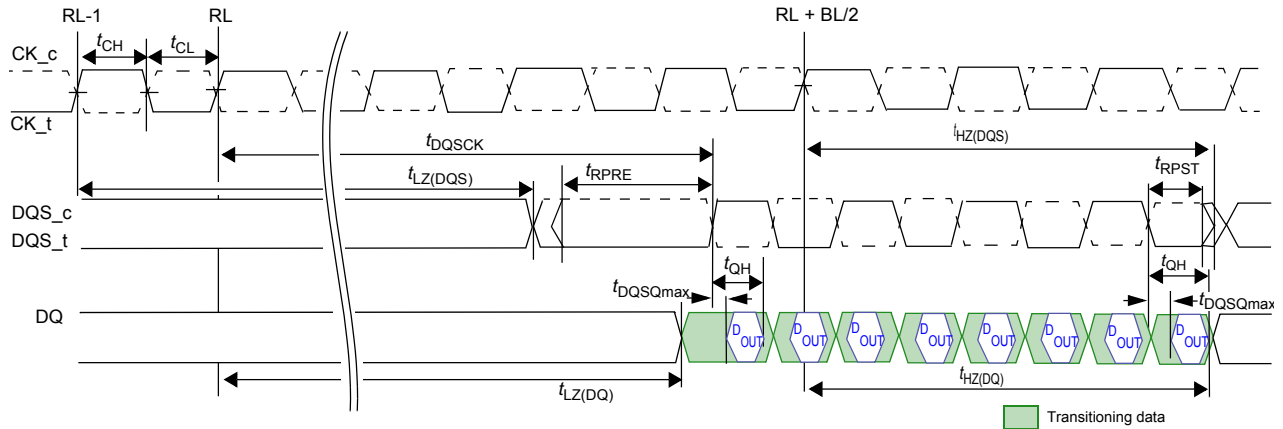 RL-1 RL RL + BL/2
tCH tCL
CK_c
CK_t
tDQSCK tHZ(DQS)
tLZ(DQS) tRPRE tRPST
DQS_c
DQS_t
tQH tQH
tDQSQmax tDQSQmax
DQ
DOUT DOUT DOUT DOUT DOUT DOUT DOUT DOUT
tLZ(DQ) tHZ(DQ)
Transitioning data